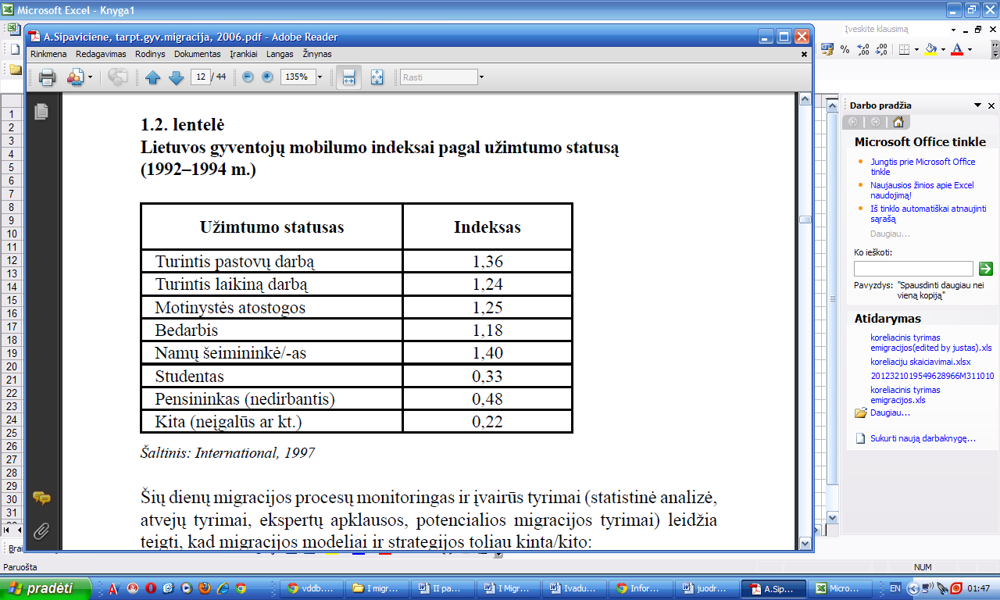 Microsoft Excel - Knyga1
A.Sipaviciene, tarpt.gyv.migracija, 2006.pdf - Adobe Reader
Įveskite klausimą
Rinkmena Redagavimas Rodinys Dokumentas Įrankiai Langas Žinynas
12 / 44 135% Rasti
1.2. lentelė
Lietuvos gyventojų mobilumo indeksai pagal užimtumo statusą
(1992–1994 m.)
Užimtumo statusas Indeksas
Turintis pastovų darbą 1,36
Turintis laikiną darbą 1,24
Motinystės atostogos 1,25
Bedarbis 1,18
Namų šeimininkė/-as 1,40
Studentas 0,33
Pensininkas (nedirbantis) 0,48
Kita (neįgalūs ar kt.) 0,22
Šaltinis: International, 1997
Šių dienų migracijos procesų monitoringas ir įvairūs tyrimai (statistinė analizė,
atvejų tyrimai, ekspertų apklausos, potencialios migracijos tyrimai) leidžia
teigti, kad migracijos modeliai ir strategijos toliau kinta/kito:
1
2
3
4
5
6
7
8
9
10
11
12
13
14
15
16
17
18
19
20
21
22
23
24
25
26
27
28
29
30
31
Darbo pradžia
Microsoft Office tinkle
Jungtis prie Microsoft Office
tinkle
Naujausios žinios apie Excel
naudojimą!
Iš tinklo automatiškai atnaujinti
sąrašą
Daugiau...
Ko ieškoti:
Pavyzdys: "Spausdinti daugiau nei
vieną kopiją"
Atidarymas
koreliacinis tyrimas
emigracijos(edited by justas).xls
koreliaciju skaiciavimai.xlsx
2012321019549628966M311010
koreliacinis tyrimas
emigracijos.xls
Daugiau...
Sukurti naują darbaknygę...
Brai
Paruošta NUM
pradėti vddb.... I migr... II pa... I Migr... Ivadu... Infor... juodr... A.Sip... Micro... EN 01:47